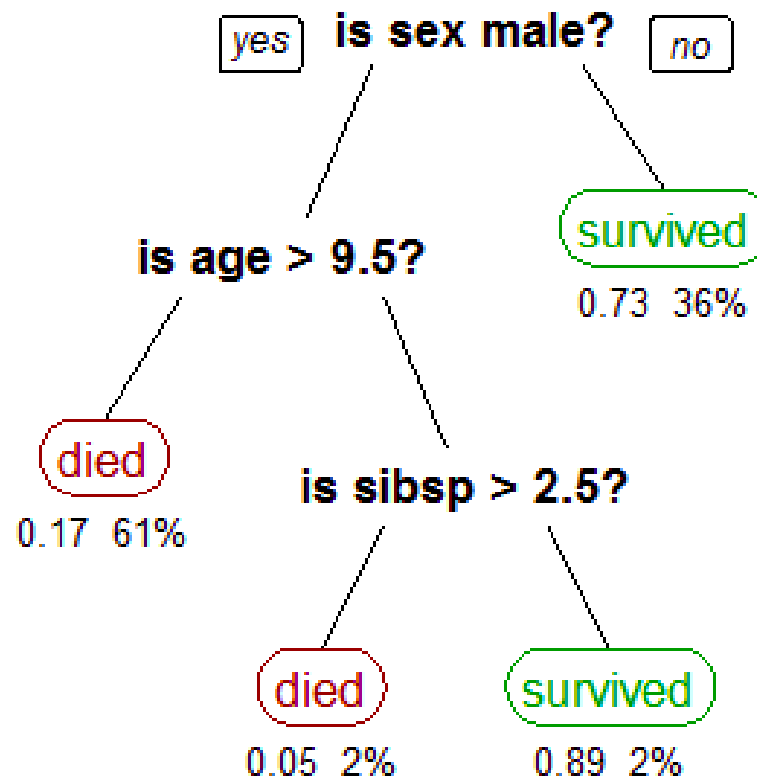 yes is sex male? no
is age > 9.5?
survived
0.73 36%
died
0.17 61%
is sibsp > 2.5?
died
0.05 2%
survived
0.89 2%